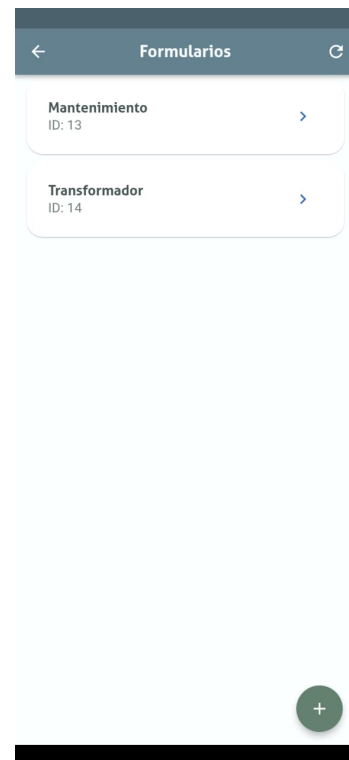 Formularios
Mantenimiento
ID: 13
Transformador
ID: 14